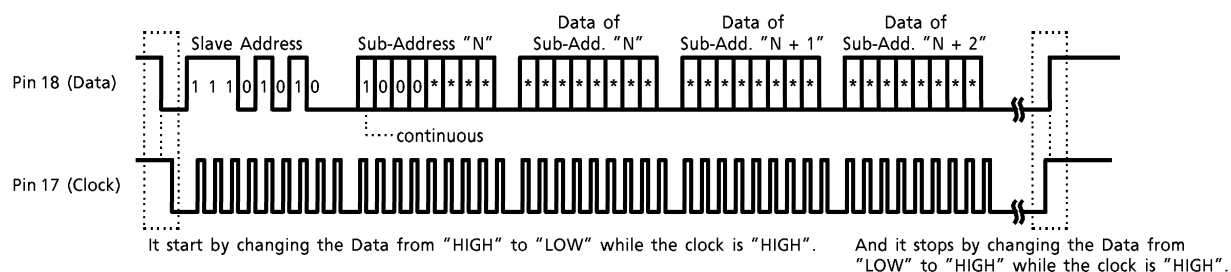 Data of
Data of
Data of
Slave Address
Sub-Address "N"
Sub-Add. "N"
Sub-Add. "N + 1"
Sub-Add. "N + 2"
Pin 18 (Data)
1 1 1 0 1 0 1 0
1 0 0 0 * * * *
* * * * * * * *
* * * * * * * *
* * * * * * * *
continuous
Pin 17 (Clock)
It start by changing the Data from "HIGH" to "LOW" while the clock is "HIGH".
And it stops by changing the Data from
"LOW" to "HIGH" while the clock is "HIGH".